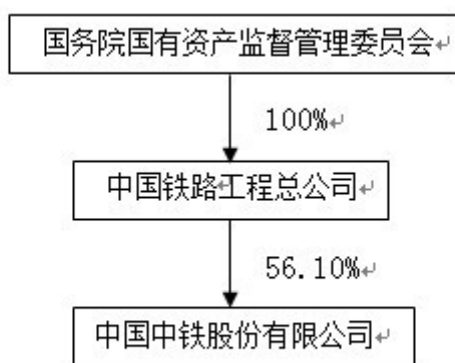 国务院国有资产监督管理委员会
100%
中国铁路工程总公司
56.10%
中国中铁股份有限公司